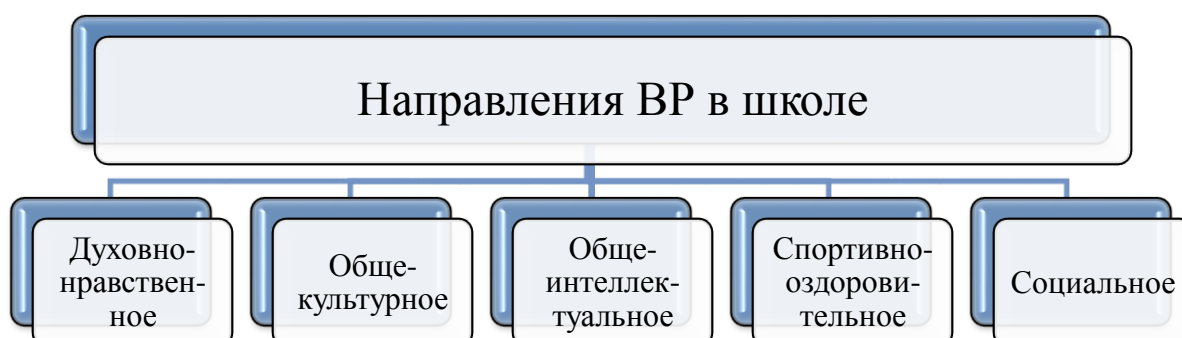 Направления ВР в школе
Духовно-
нравствен-
ное
Обще-
культурное
Обще-
интеллек-
туальное
Спортивно-
оздорови-
тельное
Социальное